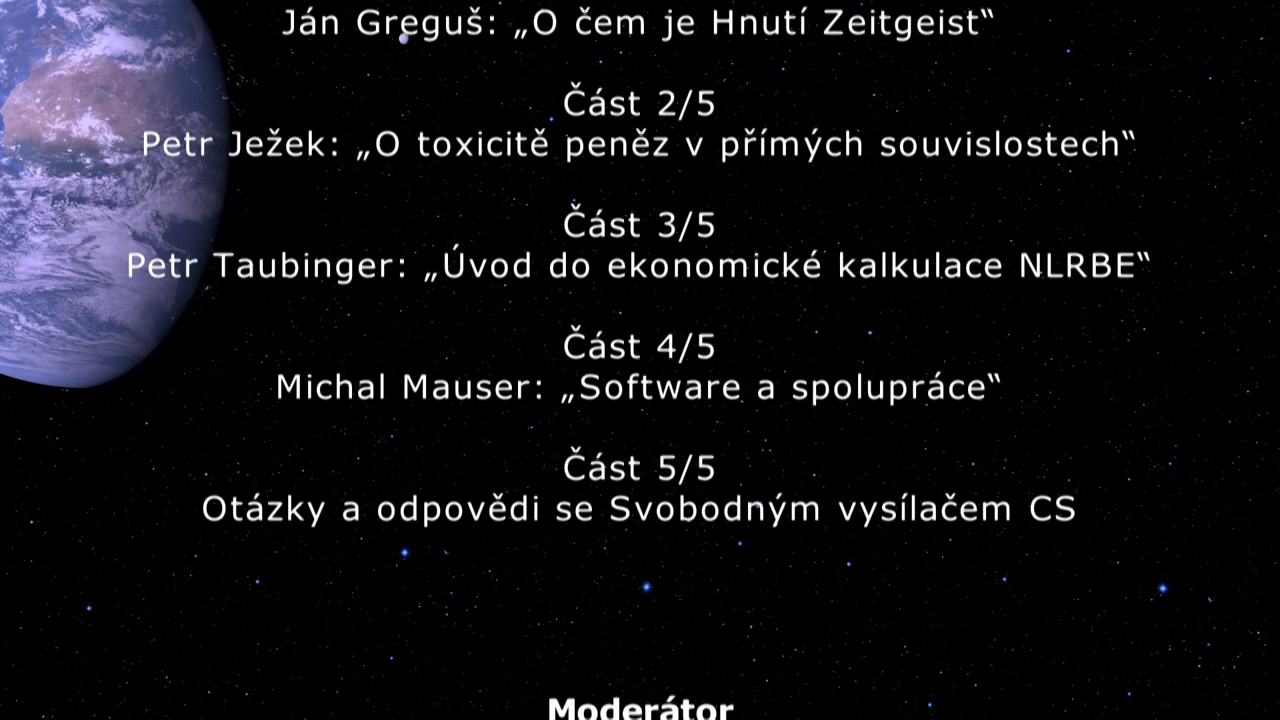 Ján Greguš: „O čem je Hnutí Zeitgeist“
Část 2/5
Petr Ježek: „O toxicitě peněz v přímých souvislostech“
Část 3/5
Petr Taubinger: „Úvod do ekonomické kalkulace NLRBE“
Část 4/5
Michal Mauser: „Software a spolupráce“
Část 5/5
Otázky a odpovědi se Svobodným vysílačem CS
Moderátor